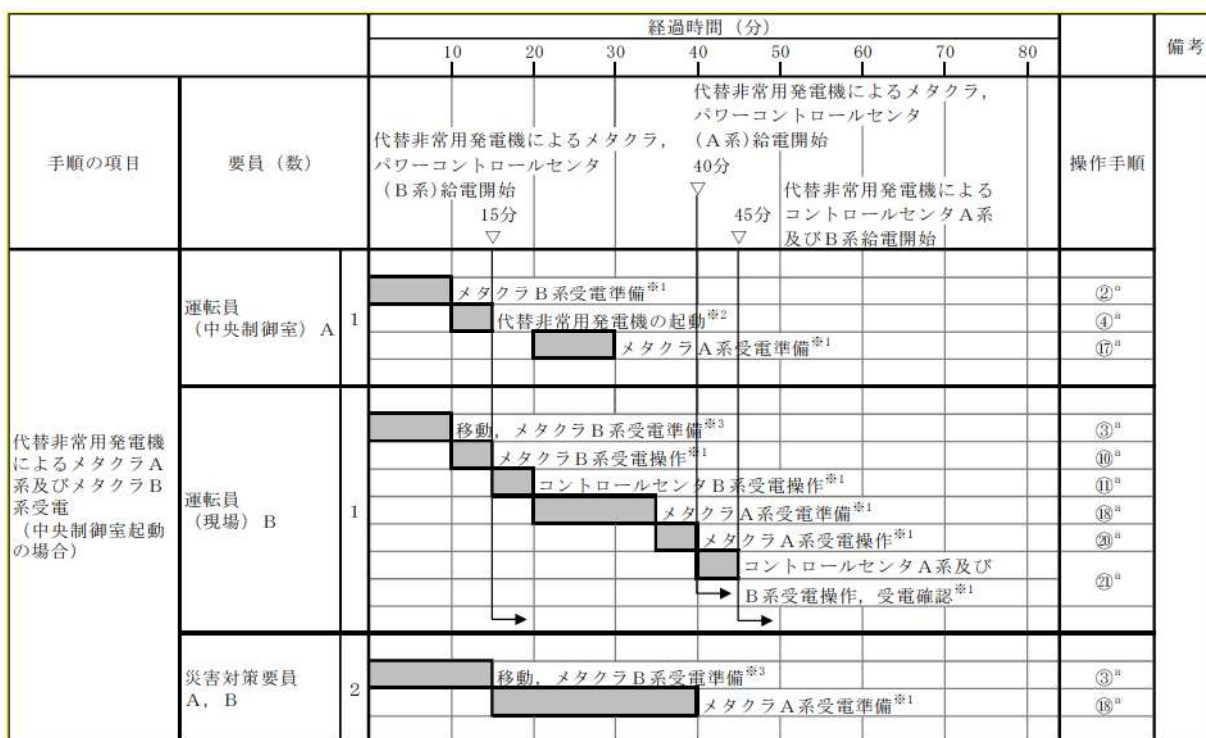 経過時間（分）
備考
10 20 30 40 50 60 70 80
手順の項目
要員（数）
操作手順
代替非常用発電機によるメタクラ，
パワーコントロールセンタ
（Ｂ系）給電開始
15分
▽
代替非常用発電機によるメタクラ，
パワーコントロールセンタ
（Ａ系）給電開始
40分
▽
代替非常用発電機による
コントロールセンタＡ系
及びＢ系給電開始
45分
▽
代替非常用発電機
によるメタクラＡ
系及びメタクラＢ
系受電
（中央制御室起動
の場合）
運転員
（中央制御室）Ａ
1
メタクラＢ系受電準備※1 ②a
代替非常用発電機の起動※2 ④a
メタクラＡ系受電準備※1 ⑰a
運転員
（現場）Ｂ
1
移動，メタクラＢ系受電準備※3 ③a
メタクラＢ系受電操作※1 ⑩a
コントロールセンタＢ系受電操作※1 ⑪a
メタクラＡ系受電準備※1 ⑱a
メタクラＡ系受電操作※1 ⑳a
コントロールセンタＡ系及び
Ｂ系受電操作，受電確認※1 ㉑a
災害対策要員
Ａ，Ｂ
2
移動，メタクラＢ系受電準備※3 ③a
メタクラＡ系受電準備※1 ⑱a